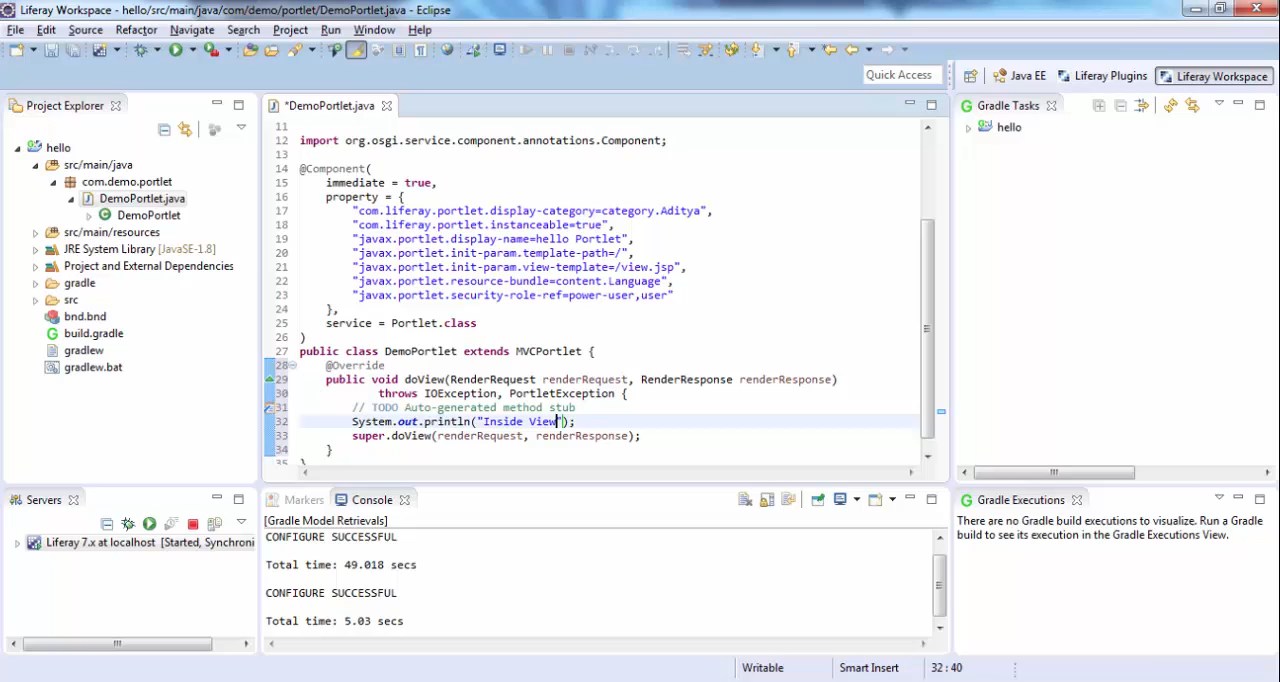 Liferay Workspace - hello/src/main/java/com/demo/portlet/DemoPortlet.java - Eclipse
File Edit Source Refactor Navigate Search Project Run Window Help
Quick Access
Java EE
Liferay Plugins
Liferay Workspace
Project Explorer
hello
src/main/java
com.demo.portlet
DemoPortlet.java
DemoPortlet
src/main/resources
JRE System Library [JavaSE-1.8]
Project and External Dependencies
gradle
src
bnd.bnd
build.gradle
gradlew
gradlew.bat
*DemoPortlet.java
11
12 import org.osgi.service.component.annotations.Component;
13
14 @Component(
15 immediate = true,
16 property = {
17 "com.liferay.portlet.display-category=category.Aditya",
18 "com.liferay.portlet.instanceable=true",
19 "javax.portlet.display-name=hello Portlet",
20 "javax.portlet.init-param.template-path=/",
21 "javax.portlet.init-param.view-template=/view.jsp",
22 "javax.portlet.resource-bundle=content.Language",
23 "javax.portlet.security-role-ref=power-user,user"
24 },
25 service = Portlet.class
26 )
27 public class DemoPortlet extends MVCPortlet {
28 @Override
29 public void doView(RenderRequest renderRequest, RenderResponse renderResponse)
30 throws IOException, PortletException {
31 // TODO Auto-generated method stub
32 System.out.println("Inside View");
33 super.doView(renderRequest, renderResponse);
34 }
35 }
Gradle Tasks
hello
Servers
Liferay 7.x at localhost [Started, Synchroni
Markers
Console
[Gradle Model Retrievals]
CONFIGURE SUCCESSFUL
Total time: 49.018 secs
CONFIGURE SUCCESSFUL
Total time: 5.03 secs
Gradle Executions
There are no Gradle build executions to visualize. Run a Gradle
build to see its execution in the Gradle Executions View.
Writable
Smart Insert
32:40